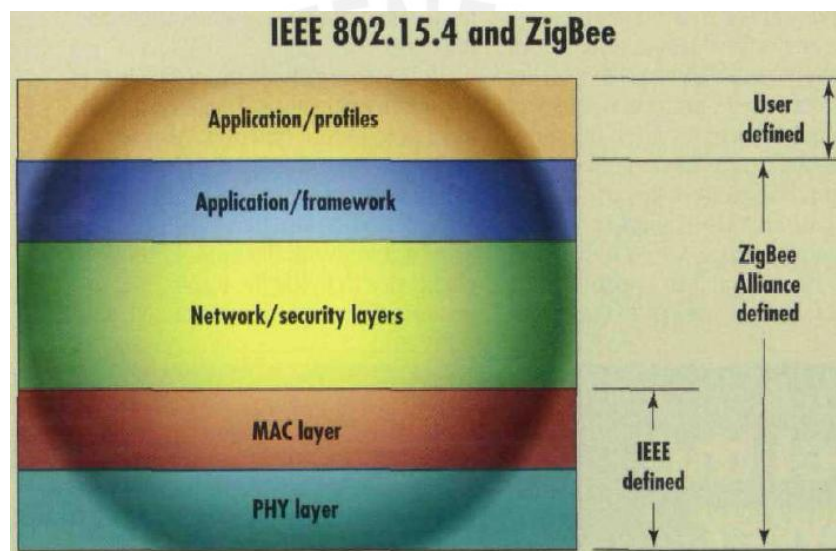 IEEE 802.15.4 and ZigBee
Application/profiles
Application/framework
Network/security layers
MAC layer
PHY layer
User
defined
ZigBee
Alliance
defined
IEEE
defined